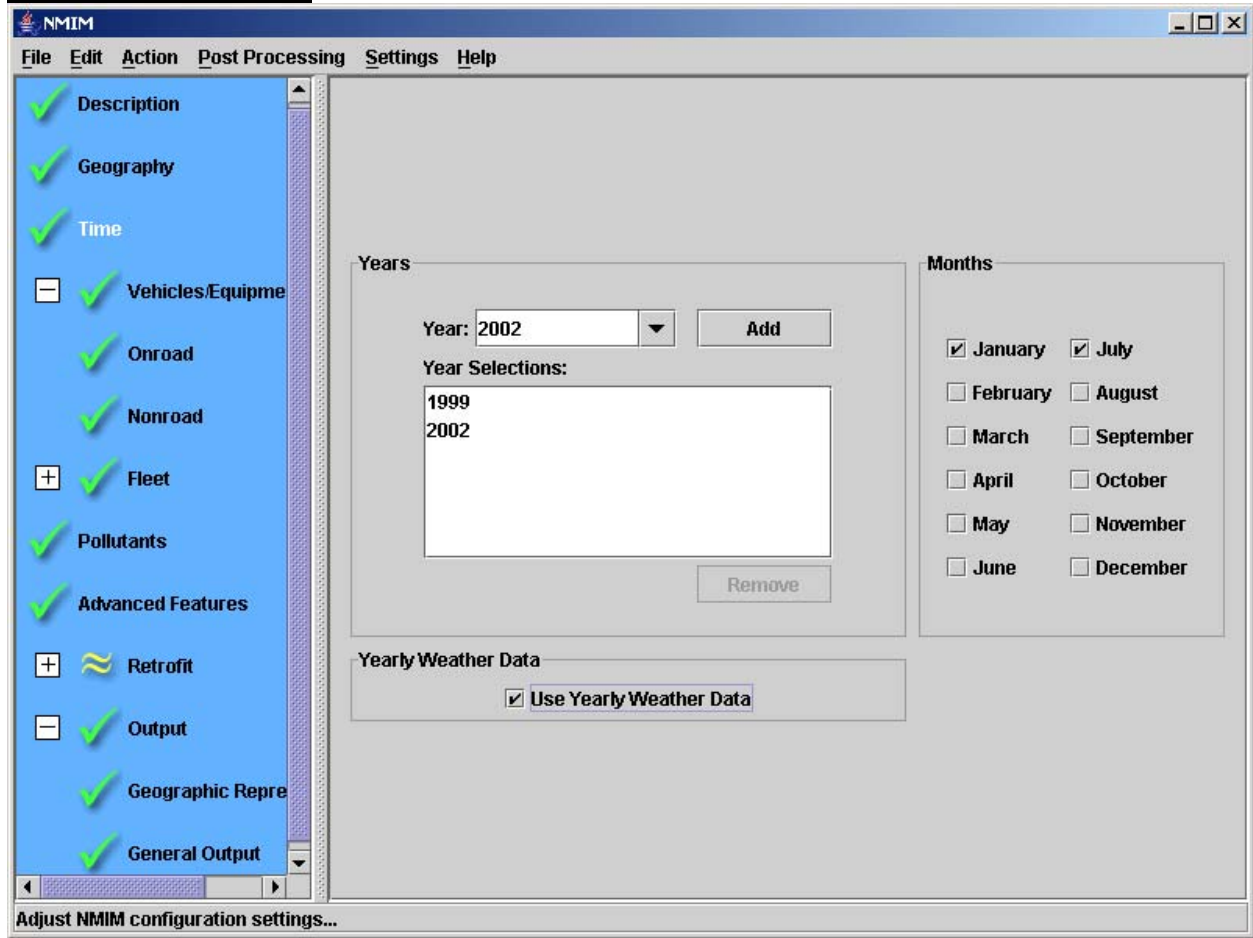 NMIM
File Edit Action Post Processing Settings Help
Description
Geography
Time
Vehicles/Equipme
Onroad
Nonroad
Fleet
Pollutants
Advanced Features
Retrofit
Output
Geographic Repre
General Output
Years
Year: 2002 Add
Year Selections:
1999
2002
Remove
Months
January July
February August
March September
April October
May November
June December
Yearly Weather Data
Use Yearly Weather Data
Adjust NMIM configuration settings...